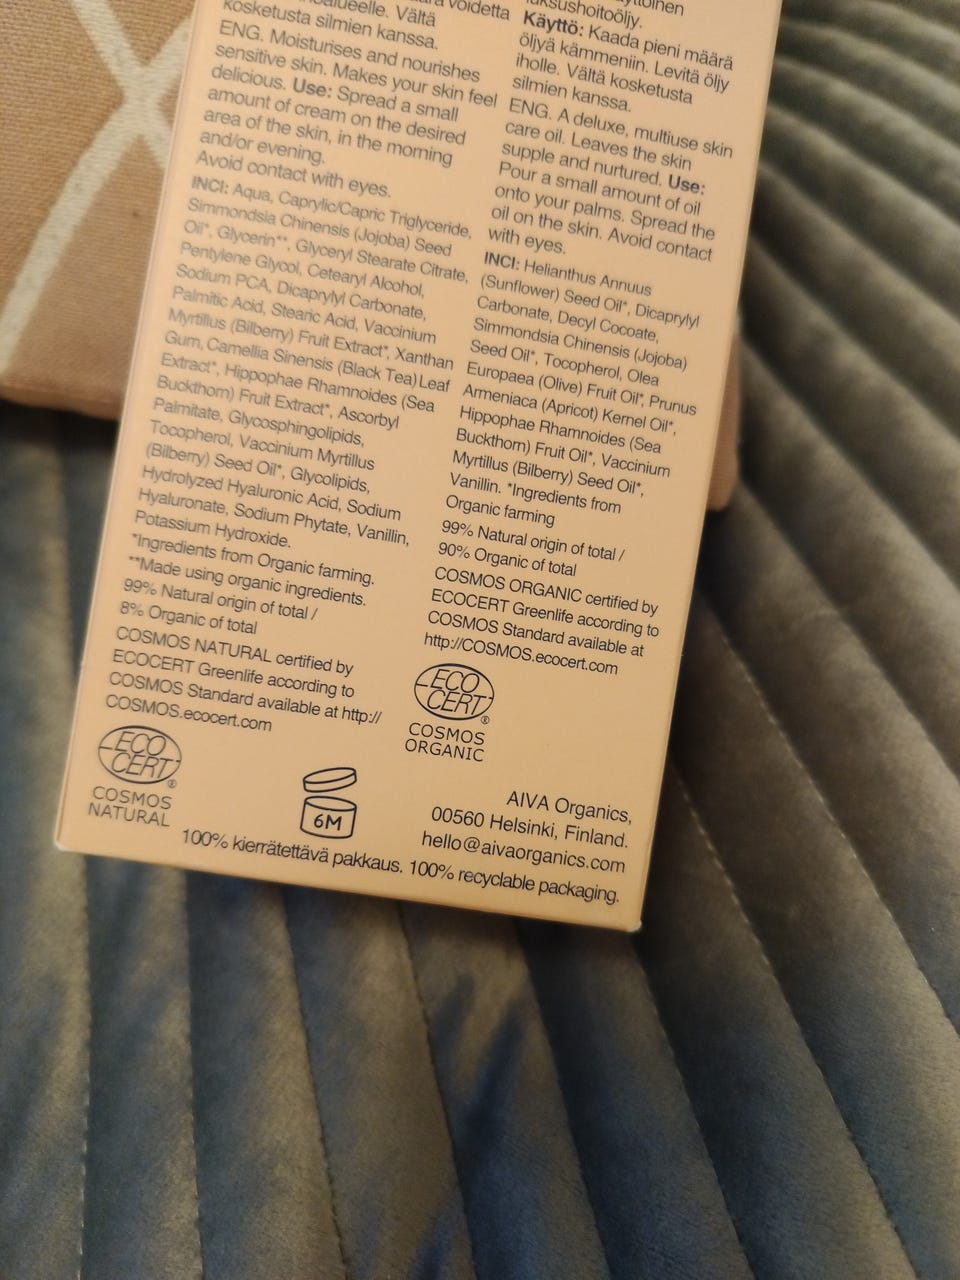 voidetta
kosketusta silmien kanssa.
ENG. Moisturises and nourishes
sensitive skin. Makes your skin feel
delicious. Use: Spread a small
amount of cream on the desired
area of the skin, in the morning
and/or evening.
Avoid contact with eyes.
INCI: Aqua, Caprylic/Capric Triglyceride,
Simmondsia Chinensis (Jojoba) Seed
Oil*, Glycerin**, Glyceryl Stearate Citrate,
Pentylene Glycol, Cetearyl Alcohol,
Sodium PCA, Dicaprylyl Carbonate,
Palmitic Acid, Stearic Acid, Vaccinium
Myrtillus (Bilberry) Fruit Extract*, Xanthan
Gum, Camellia Sinensis (Black Tea) Leaf
Extract*, Hippophae Rhamnoides (Sea
Buckthorn) Fruit Extract*, Ascorbyl
Palmitate, Glycosphingolipids,
Tocopherol, Vaccinium Myrtillus
(Bilberry) Seed Oil*, Glycolipids,
Hydrolyzed Hyaluronic Acid, Sodium
Hyaluronate, Sodium Phytate, Vanillin,
Potassium Hydroxide.
*Ingredients from Organic farming.
**Made using organic ingredients.
99% Natural origin of total /
8% Organic of total
COSMOS NATURAL certified by
ECOCERT Greenlife according to
COSMOS Standard available at http://
COSMOS.ecocert.com
ECO
CERT®
COSMOS
NATURAL
Käyttö: Kaada pieni määrä
öljyä kämmeniin. Levitä öljy
iholle. Vältä kosketusta
silmien kanssa.
ENG. A deluxe, multiuse skin
care oil. Leaves the skin
supple and nurtured. Use:
Pour a small amount of oil
onto your palms. Spread the
oil on the skin. Avoid contact
with eyes.
INCI: Helianthus Annuus
(Sunflower) Seed Oil*, Dicaprylyl
Carbonate, Decyl Cocoate,
Simmondsia Chinensis (Jojoba)
Seed Oil*, Tocopherol, Olea
Europaea (Olive) Fruit Oil*, Prunus
Armeniaca (Apricot) Kernel Oil*,
Hippophae Rhamnoides (Sea
Buckthorn) Fruit Oil*, Vaccinium
Myrtillus (Bilberry) Seed Oil*,
Vanillin. *Ingredients from
Organic farming
99% Natural origin of total /
90% Organic of total
COSMOS ORGANIC certified by
ECOCERT Greenlife according to
COSMOS Standard available at
http://COSMOS.ecocert.com
ECO
CERT®
COSMOS
ORGANIC
6M
AIVA Organics,
00560 Helsinki, Finland.
hello@aivaorganics.com
100% kierrätettävä pakkaus. 100% recyclable packaging.